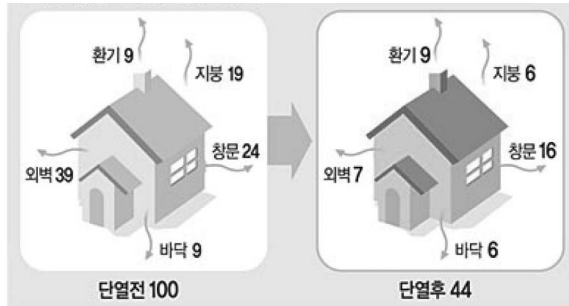 환기 9
지붕 19
외벽 39
창문 24
바닥 9
단열전 100
환기 9
지붕 6
외벽 7
창문 16
바닥 6
단열후 44